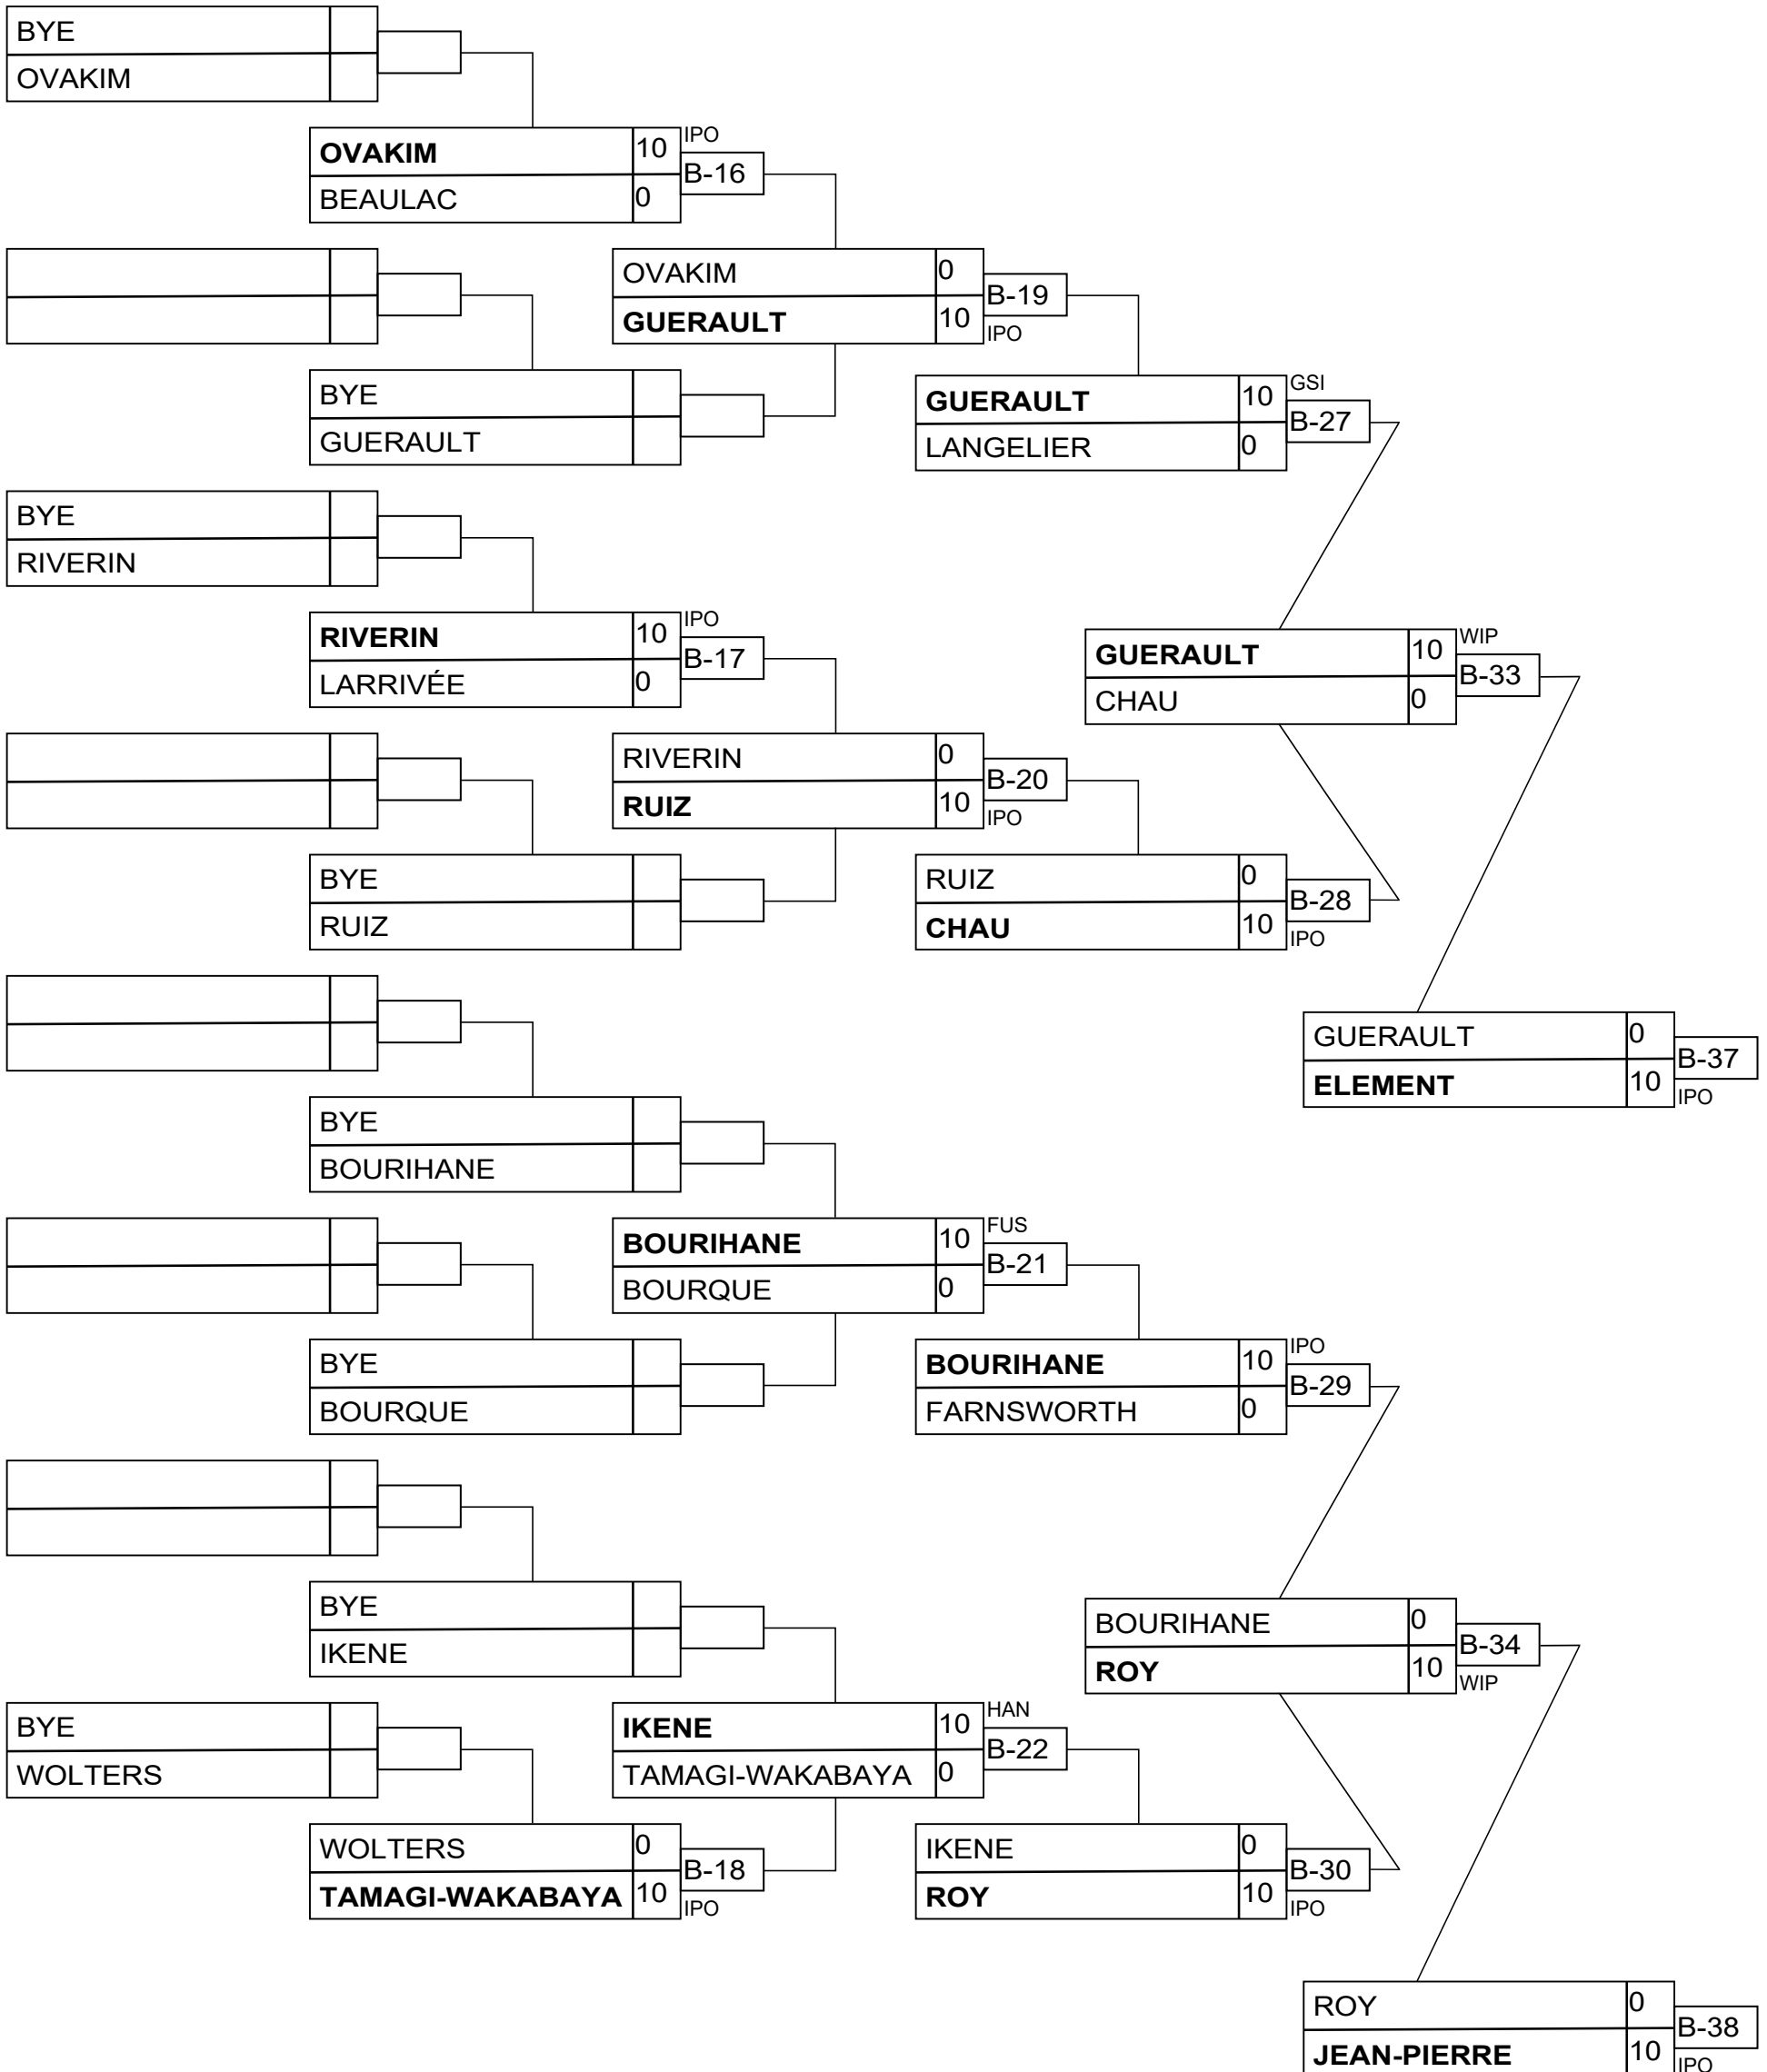 BYE
OVAKIM
OVAKIM 10 IPO
B-16
BEAULAC 0
OVAKIM 0
B-19
GUERAULT 10 IPO
BYE
GUERAULT
GUERAULT 10 GSI
B-27
LANGELIER 0
BYE
RIVERIN
RIVERIN 10 IPO
B-17
LARRIVÉE 0
GUERAULT 10 WIP
B-33
CHAU 0
RIVERIN 0
B-20
RUIZ 10 IPO
BYE
RUIZ
RUIZ 0
B-28
CHAU 10 IPO
GUERAULT 0
B-37
ELEMENT 10 IPO
BYE
BOURIHANE
BOURIHANE 10 FUS
B-21
BOURQUE 0
BYE
BOURQUE
BOURIHANE 10 IPO
B-29
FARNSWORTH 0
BYE
IKENE
BOURIHANE 0
B-34
ROY 10 WIP
BYE
WOLTERS
IKENE 10 HAN
B-22
TAMAGI-WAKABAYA 0
WOLTERS 0
B-18
TAMAGI-WAKABAYA 10 IPO
IKENE 0
B-30
ROY 10 IPO
ROY 0
B-38
JEAN-PIERRE 10 IPO